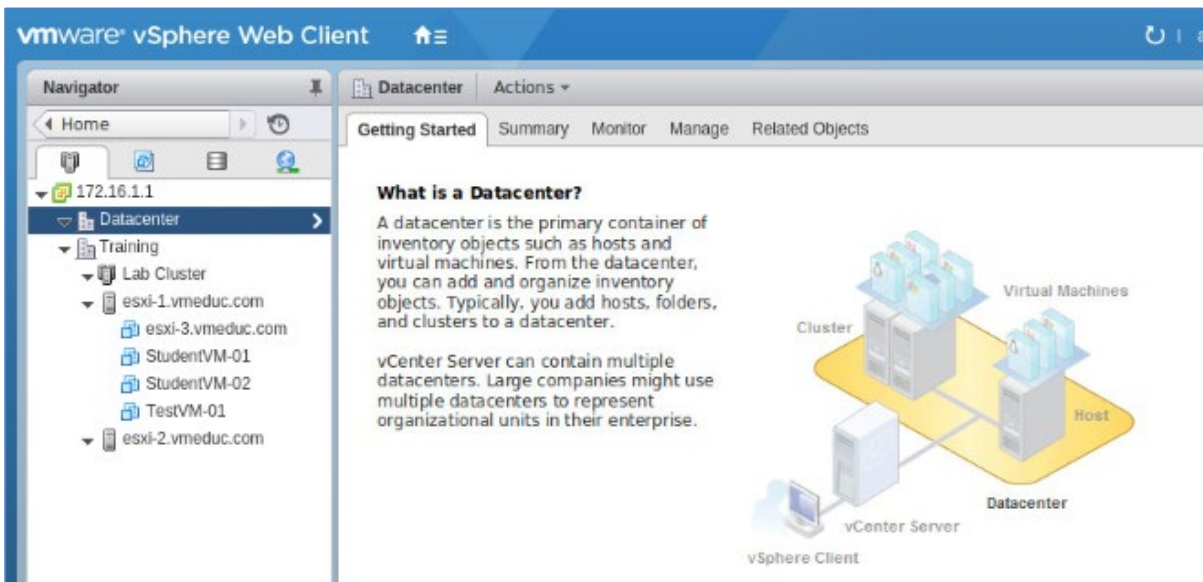 vmware vSphere Web Client
Navigator
Home
172.16.1.1
Datacenter
Training
Lab Cluster
esxi-1.vmeduc.com
esxi-3.vmeduc.com
StudentVM-01
StudentVM-02
TestVM-01
esxi-2.vmeduc.com
Datacenter Actions
Getting Started Summary Monitor Manage Related Objects
What is a Datacenter?
A datacenter is the primary container of
inventory objects such as hosts and
virtual machines. From the datacenter,
you can add and organize inventory
objects. Typically, you add hosts, folders,
and clusters to a datacenter.
vCenter Server can contain multiple
datacenters. Large companies might use
multiple datacenters to represent
organizational units in their enterprise.
Virtual Machines
Cluster
Host
Datacenter
vCenter Server
vSphere Client